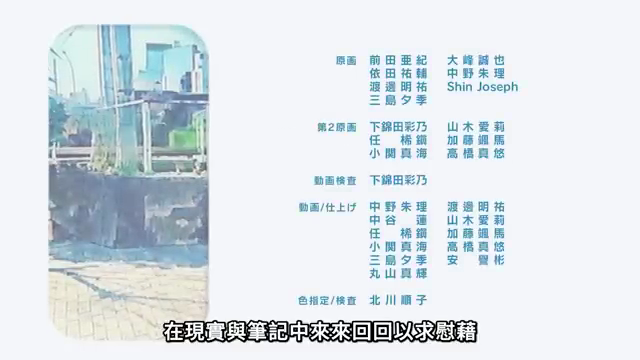 原画 前田亜紀 大峰誠也
依田祐輔 中野朱理
渡邊明祐 Shin Joseph
三島夕季
第2原画 下錦田彩乃 山木愛莉
任 桸鎻 加藤颯馬
小関真海 高橋真悠
動画検査 下錦田彩乃
動画/仕上げ 中野朱理 渡邊明祐
中谷 蓮 山木愛莉
任 桸鎻 加藤颯馬
小関真海 高橋真悠
三島夕季 安 譽彬
丸山真輝
色指定/検査 北川順子
在現實與筆記中來來回回以求慰藉